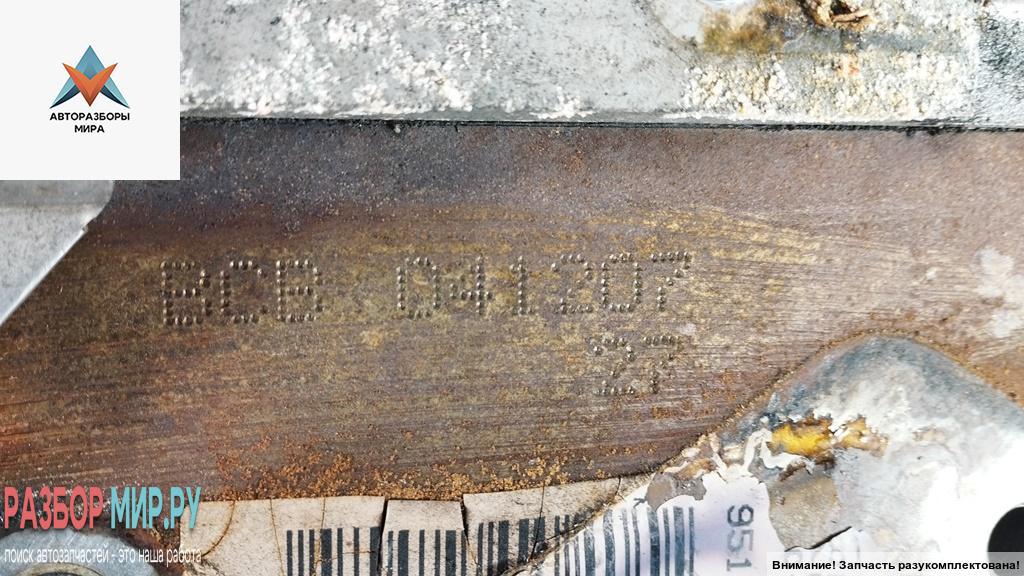 АВТОРАЗБОРЫ
МИРА
BCB 041207
27
РАЗБОР МИР.РУ
поиск автозапчастей - это наша работа
951
Внимание! Запчасть разукомплектована!